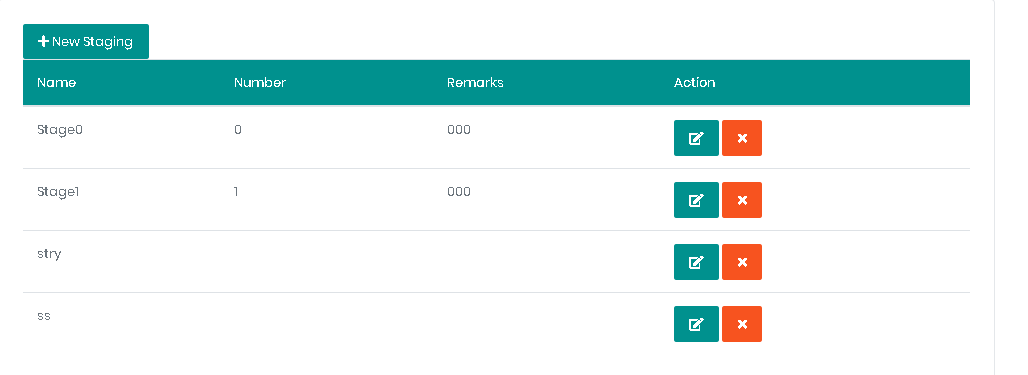 New Staging
Name Number Remarks Action
Stage0 0 000
Stage1 1 000
stry
ss